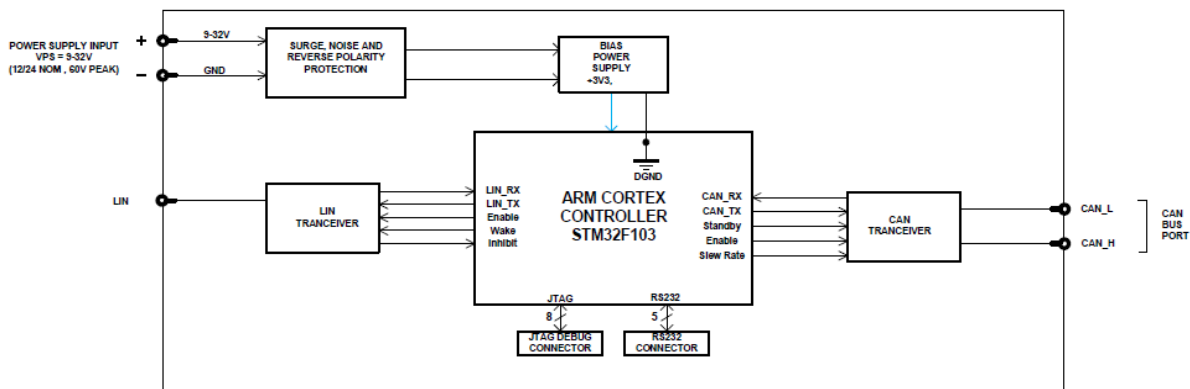 POWER SUPPLY INPUT
VPS = 9-32V
(12/24 NOM , 60V PEAK)
+
−
9-32V
GND
SURGE, NOISE AND
REVERSE POLARITY
PROTECTION
BIAS
POWER
SUPPLY
+3V3,
DGND
LIN
LIN
TRANCEIVER
LIN_RX
LIN_TX
Enable
Wake
Inhibit
ARM CORTEX
CONTROLLER
STM32F103
CAN_RX
CAN_TX
Standby
Enable
Slew Rate
CAN
TRANCEIVER
CAN_L
CAN_H
CAN
BUS
PORT
JTAG
RS232
8
5
JTAG DEBUG
CONNECTOR
RS232
CONNECTOR